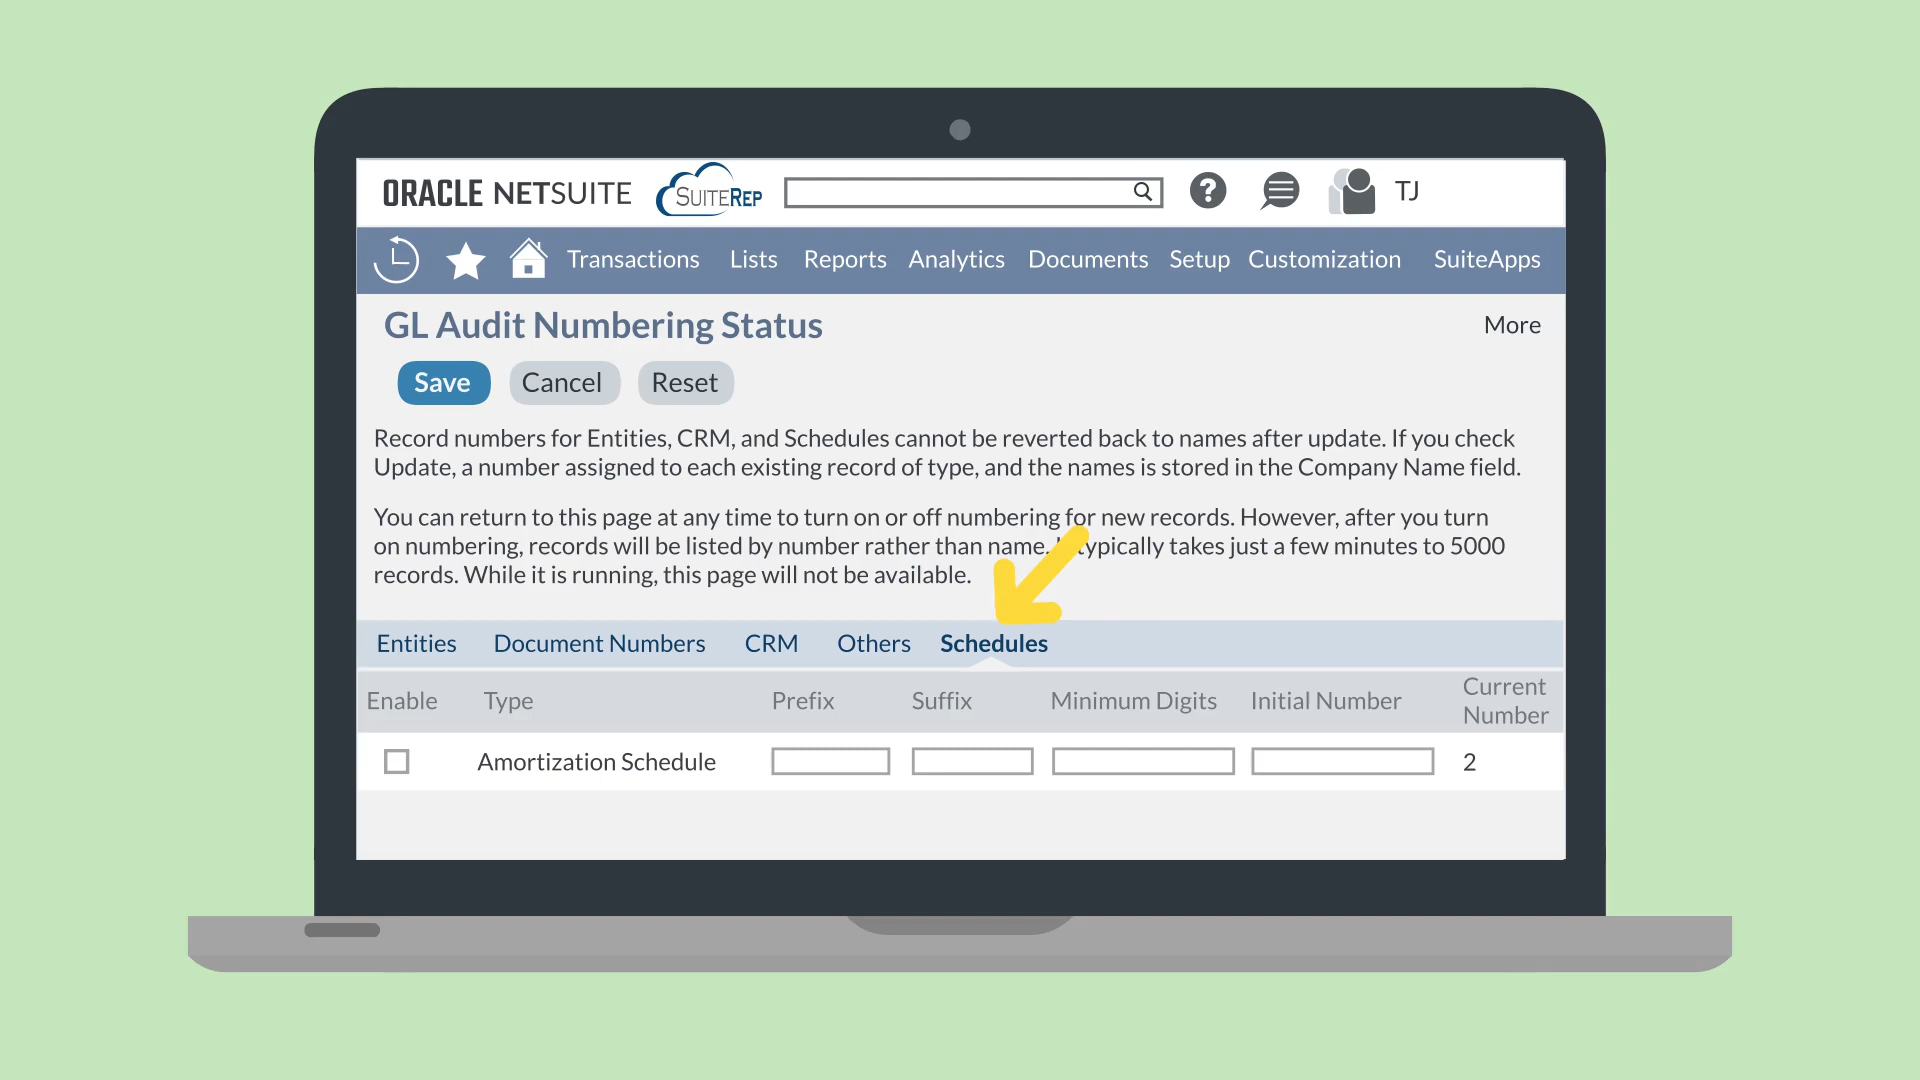 ORACLE NETSUITE
SUITEREP
?
TJ
Transactions Lists Reports Analytics Documents Setup Customization SuiteApps
GL Audit Numbering Status
More
Save Cancel Reset
Record numbers for Entities, CRM, and Schedules cannot be reverted back to names after update. If you check
Update, a number assigned to each existing record of type, and the names is stored in the Company Name field.
You can return to this page at any time to turn on or off numbering for new records. However, after you turn
on numbering, records will be listed by number rather than name. typically takes just a few minutes to 5000
records. While it is running, this page will not be available.
Entities Document Numbers CRM Others Schedules
Enable Type Prefix Suffix Minimum Digits Initial Number Current
Number
Amortization Schedule 2